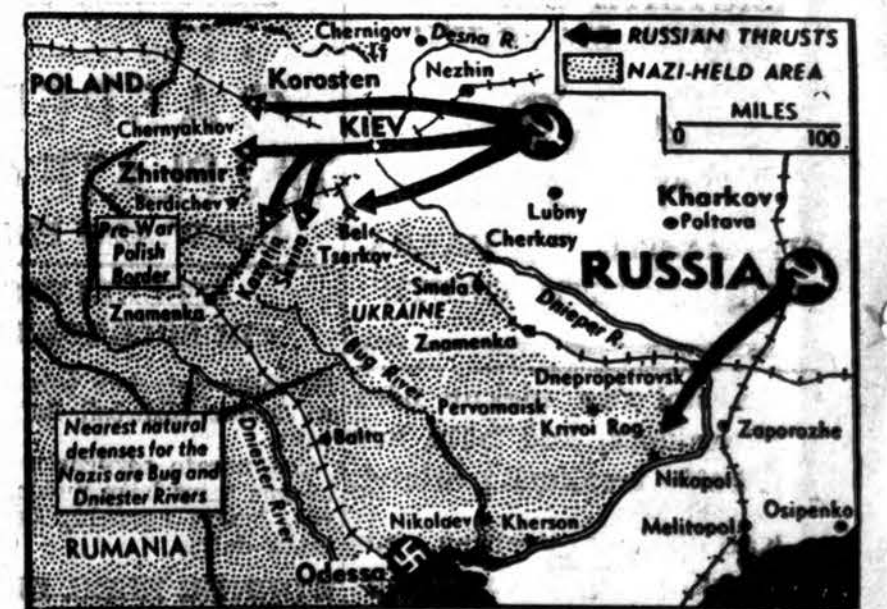 RUSSIAN THRUSTS
NAZI-HELD AREA
MILES
0 100
Chernigov
Desna R.
POLAND
Korosten
Nezhin
Chernyakhov
KIEV
Zhitomir
Berdichev
Pre-War
Polish
Border
Kharkov
Lubny
Poltava
Cherkasy
Kazatin
Bel
Tserkov
RUSSIA
Smela
Znamenka
UKRAINE
Dnieper R.
Znamenka
Bug River
Dnepropetrovsk
Pervomaisk
Krivoi Rog
Nearest natural
defenses for the
Nazis are Bug and
Dniester Rivers
Dniester River
Balta
Zaporozhe
Nikopol
Nikolaev
Kherson
Melitopol
Osipenko
RUMANIA
Odessa